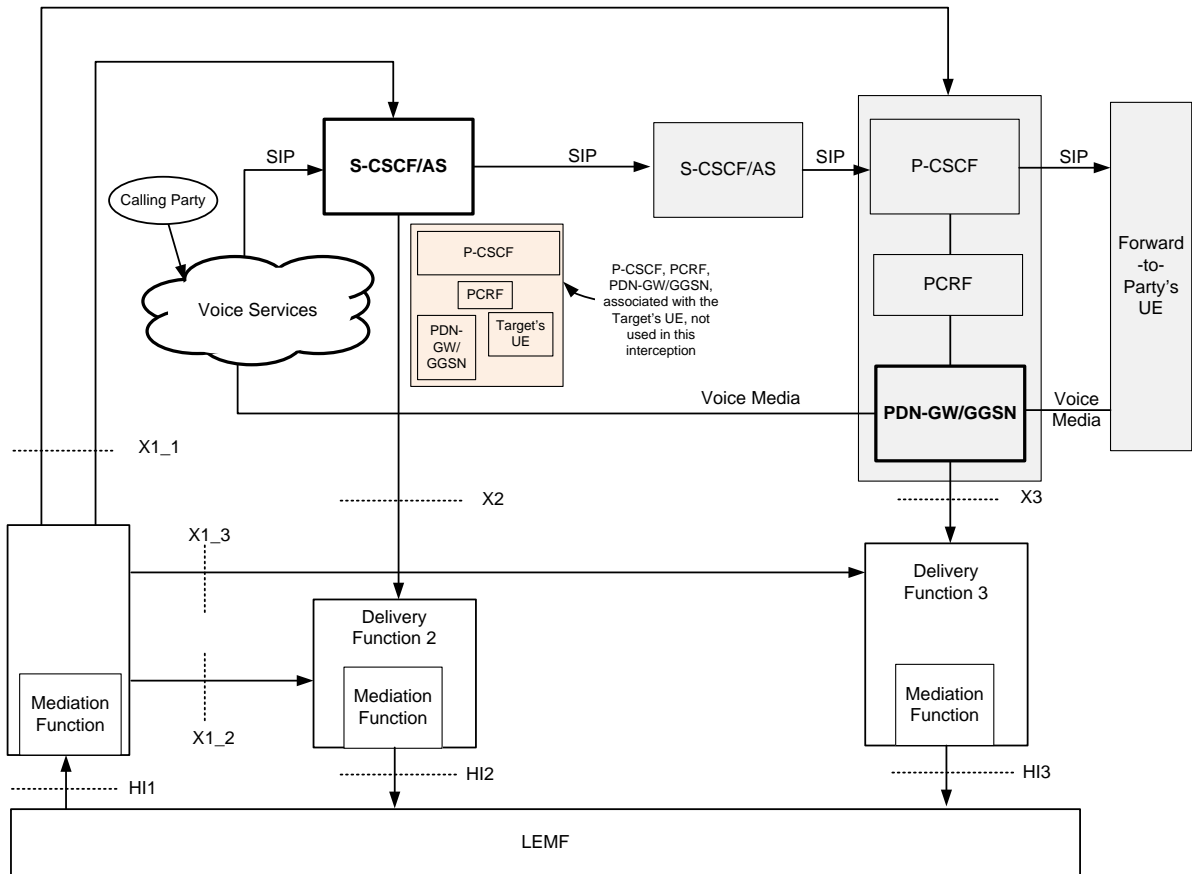 SIP
S-CSCF/AS
SIP
S-CSCF/AS
SIP
P-CSCF
SIP
Calling Party
Voice Services
P-CSCF
PCRF
PDN-
GW/
GGSN
Target's
UE
P-CSCF, PCRF,
PDN-GW/GGSN,
associated with the
Target's UE, not
used in this
interception
PCRF
Forward
-to-
Party's
UE
Voice Media
PDN-GW/GGSN
Voice
Media
X1_1
X2
X3
X1_3
Delivery
Function 2
Delivery
Function 3
Mediation
Function
Mediation
Function
Mediation
Function
X1_2
HI1
HI2
HI3
LEMF